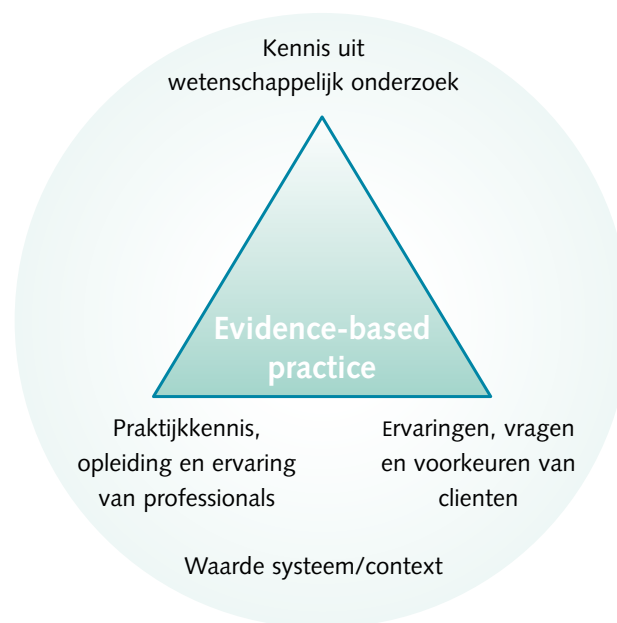 Kennis uit
wetenschappelijk onderzoek
Evidence-based
practice
Praktijkkennis,
opleiding en ervaring
van professionals
Ervaringen, vragen
en voorkeuren van
clienten
Waarde systeem/context